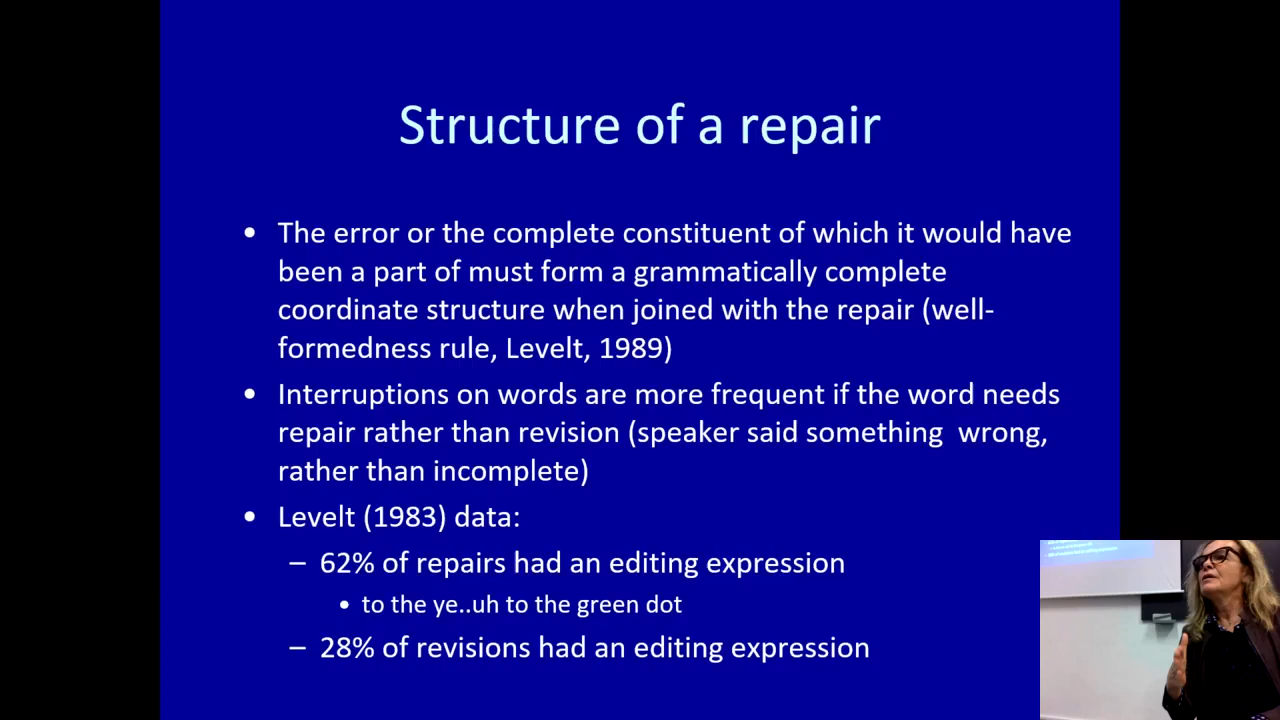 Structure of a repair
• The error or the complete constituent of which it would have
been a part of must form a grammatically complete
coordinate structure when joined with the repair (well-
formedness rule, Levelt, 1989)
• Interruptions on words are more frequent if the word needs
repair rather than revision (speaker said something  wrong,
rather than incomplete)
• Levelt (1983) data:
– 62% of repairs had an editing expression
• to the ye..uh to the green dot
– 28% of revisions had an editing expression